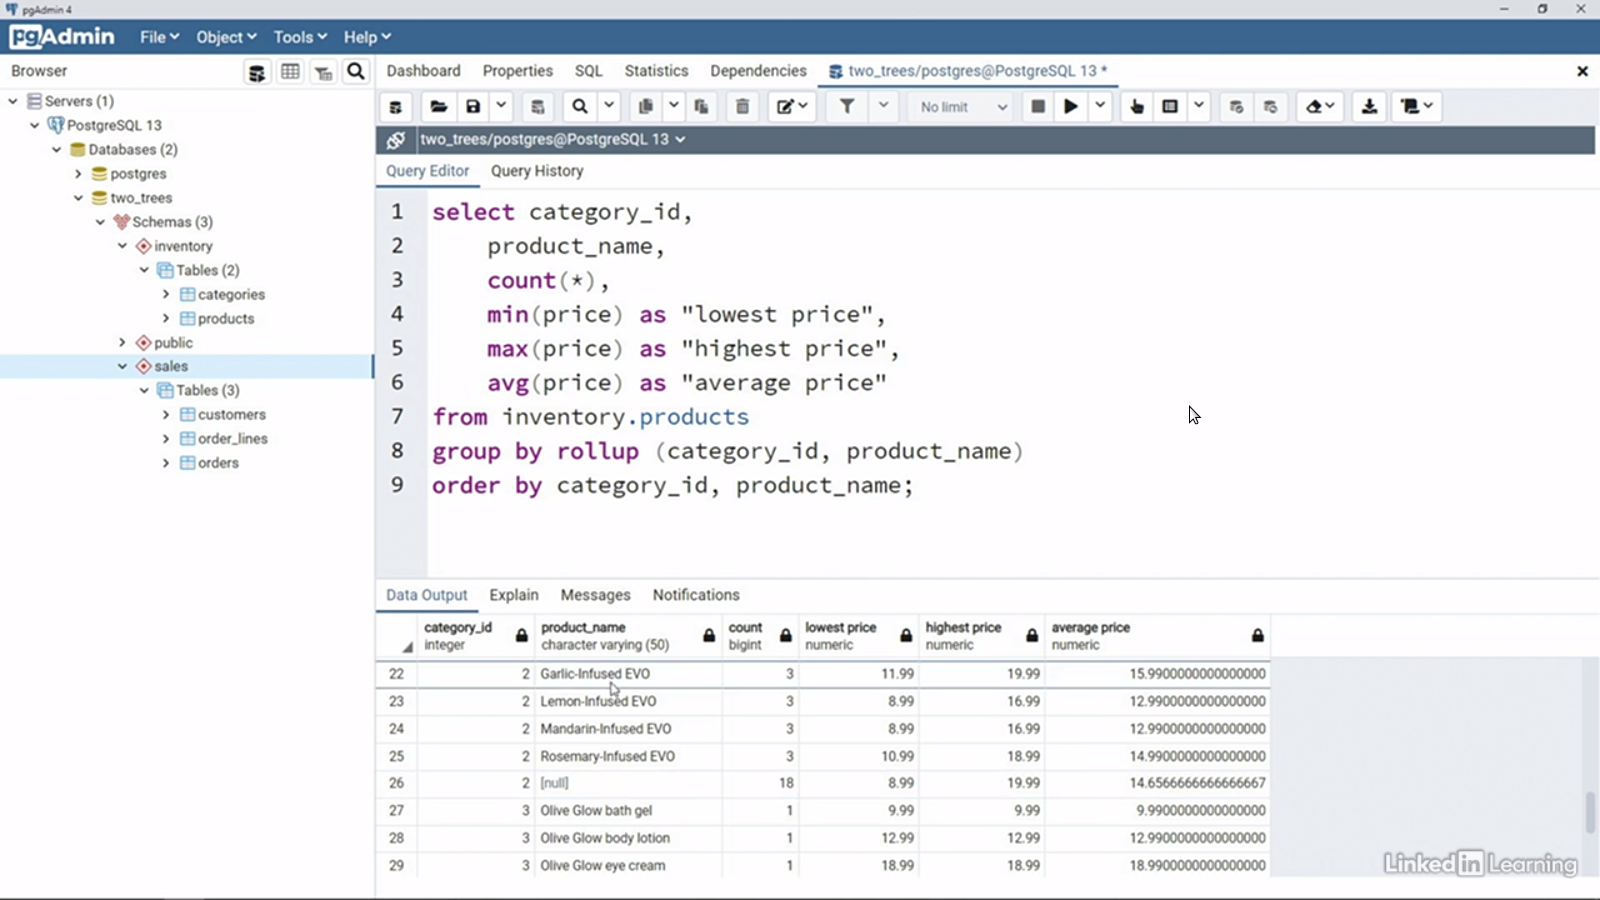 pgAdmin 4
pgAdmin File Object Tools Help
Browser
Dashboard Properties SQL Statistics Dependencies two_trees/postgres@PostgreSQL 13 *
Servers (1)
PostgreSQL 13
Databases (2)
postgres
two_trees
Schemas (3)
inventory
Tables (2)
categories
products
public
sales
Tables (3)
customers
order_lines
orders
No limit
two_trees/postgres@PostgreSQL 13
Query Editor Query History
1 select category_id,
2 product_name,
3 count(*),
4 min(price) as "lowest price",
5 max(price) as "highest price",
6 avg(price) as "average price"
7 from inventory.products
8 group by rollup (category_id, product_name)
9 order by category_id, product_name;
Data Output Explain Messages Notifications
category_id product_name count lowest price highest price average price
integer character varying (50) bigint numeric numeric numeric
22 2 Garlic-Infused EVO 3 11.99 19.99 15.9900000000000000
23 2 Lemon-Infused EVO 3 8.99 16.99 12.9900000000000000
24 2 Mandarin-Infused EVO 3 8.99 16.99 12.9900000000000000
25 2 Rosemary-Infused EVO 3 10.99 18.99 14.9900000000000000
26 2 [null] 18 8.99 19.99 14.6566666666666667
27 3 Olive Glow bath gel 1 9.99 9.99 9.9900000000000000
28 3 Olive Glow body lotion 1 12.99 12.99 12.9900000000000000
29 3 Olive Glow eye cream 1 18.99 18.99 18.9900000000000000
Linked in Learning